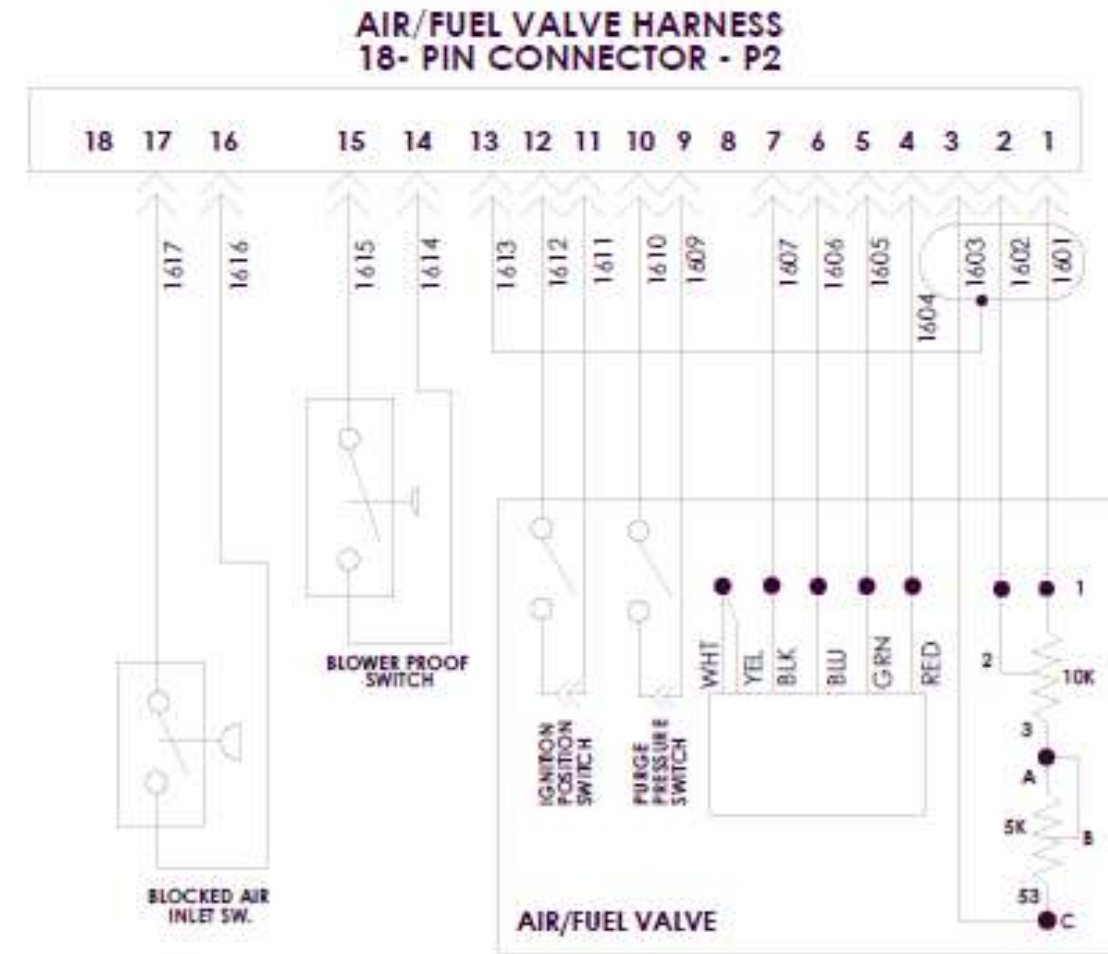 AIR/FUEL VALVE HARNESS
18- PIN CONNECTOR - P2
18 17 16 15 14 13 12 11 10 9 8 7 6 5 4 3 2 1
1617
1616
1615
1614
1613
1612
1611
1610
1609
1607
1606
1605
1604
1603
1602
1601
BLOWER PROOF
SWITCH
BLOCKED AIR
INLET SW.
IGNITION
POSITION
SWITCH
PURGE
PRESSURE
SWITCH
WHT
YEL
BLK
BLU
GRN
RED
1
2
10K
3
A
5K
B
53
C
AIR/FUEL VALVE